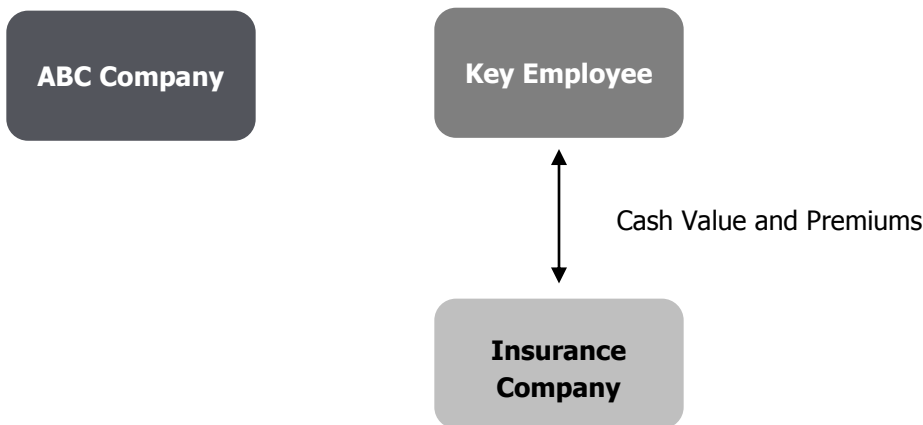 ABC Company
Key Employee
Cash Value and Premiums
Insurance
Company